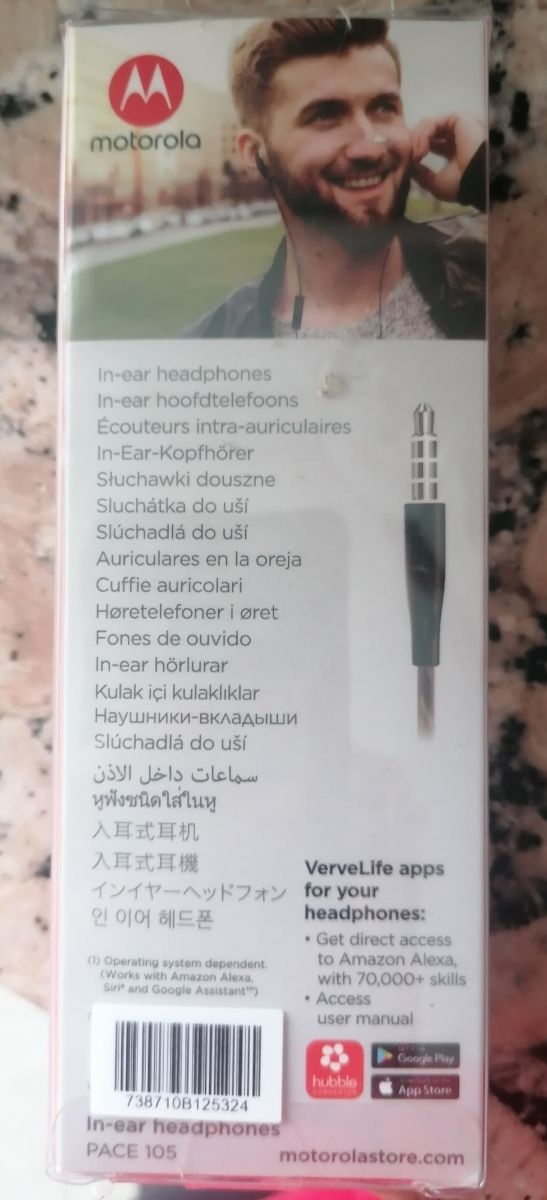 motorola
In-ear headphones
In-ear hoofdtelefoons
Écouteurs intra-auriculaires
In-Ear-Kopfhörer
Słuchawki douszne
Sluchátka do uší
Slúchadlá do uší
Auriculares en la oreja
Cuffie auricolari
Høretelefoner i øret
Fones de ouvido
In-ear hörlurar
Kulak içi kulaklıklar
Наушники-вкладыши
Slúchadlá do uší
سماعات داخل الاذن
หูฟังชนิดใส่ในหู
入耳式耳机
入耳式耳機
インイヤーヘッドフォン
인 이어 헤드폰
(1) Operating system dependent.
(Works with Amazon Alexa,
Siri® and Google Assistant™)
VerveLife apps
for your
headphones:
• Get direct access
to Amazon Alexa,
with 70,000+ skills
• Access
user manual
hubble
Google Play
App Store
738710B125324
In-ear headphones
PACE 105
motorolastore.com